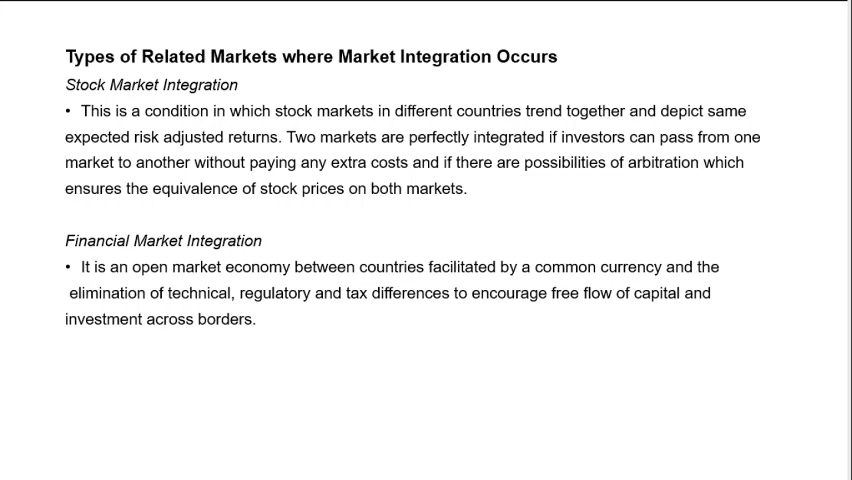 Types of Related Markets where Market Integration Occurs
Stock Market Integration
• This is a condition in which stock markets in different countries trend together and depict same
expected risk adjusted returns. Two markets are perfectly integrated if investors can pass from one
market to another without paying any extra costs and if there are possibilities of arbitration which
ensures the equivalence of stock prices on both markets.
Financial Market Integration
• It is an open market economy between countries facilitated by a common currency and the
elimination of technical, regulatory and tax differences to encourage free flow of capital and
investment across borders.